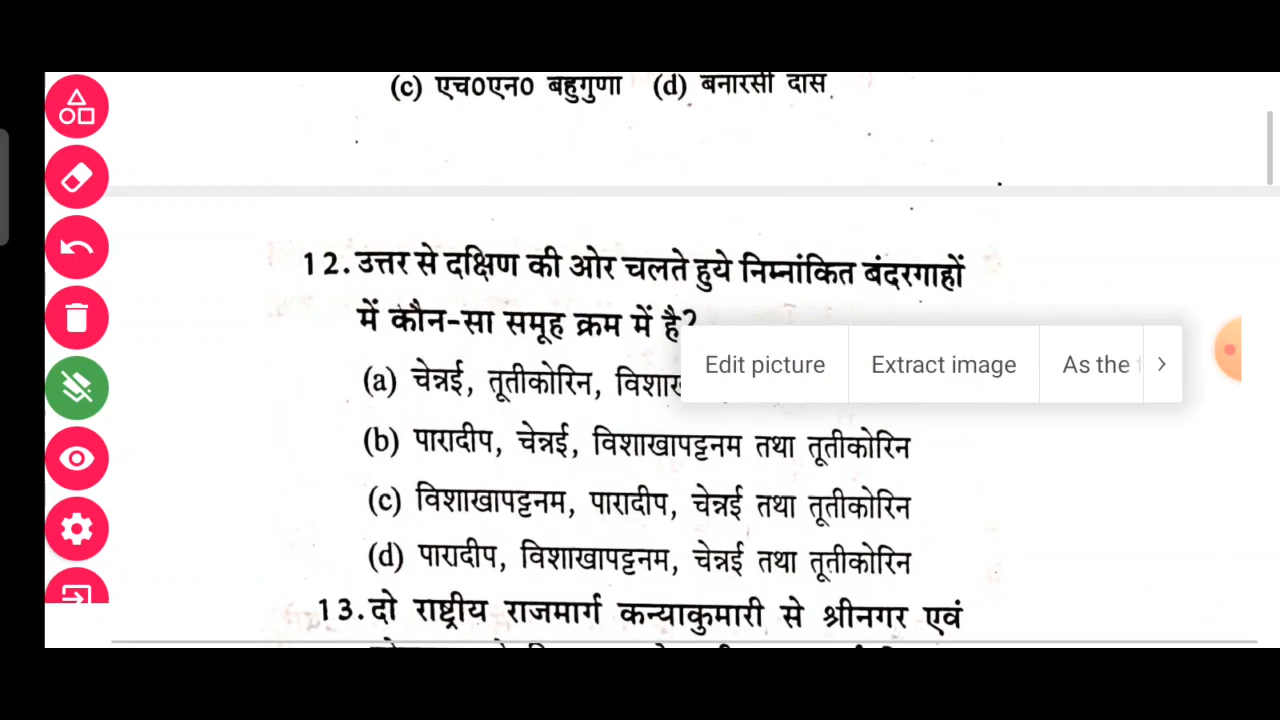 (c) एच0एन0 बहुगुणा (d) बनारसी दास
12. उत्तर से दक्षिण की ओर चलते हुये निम्नांकित बंदरगाहों
में कौन-सा समूह क्रम में है?
Edit picture Extract image As the
(a) चेन्नई, तूतीकोरिन,
(b) पारादीप, चेन्नई, विशाखापट्टनम तथा तूतीकोरिन
(c) विशाखापट्टनम, पारादीप, चेन्नई तथा तूतीकोरिन
(d) पारादीप, विशाखापट्टनम, चेन्नई तथा तूतीकोरिन
13. दो राष्ट्रीय राजमार्ग कन्याकुमारी से श्रीनगर एवं